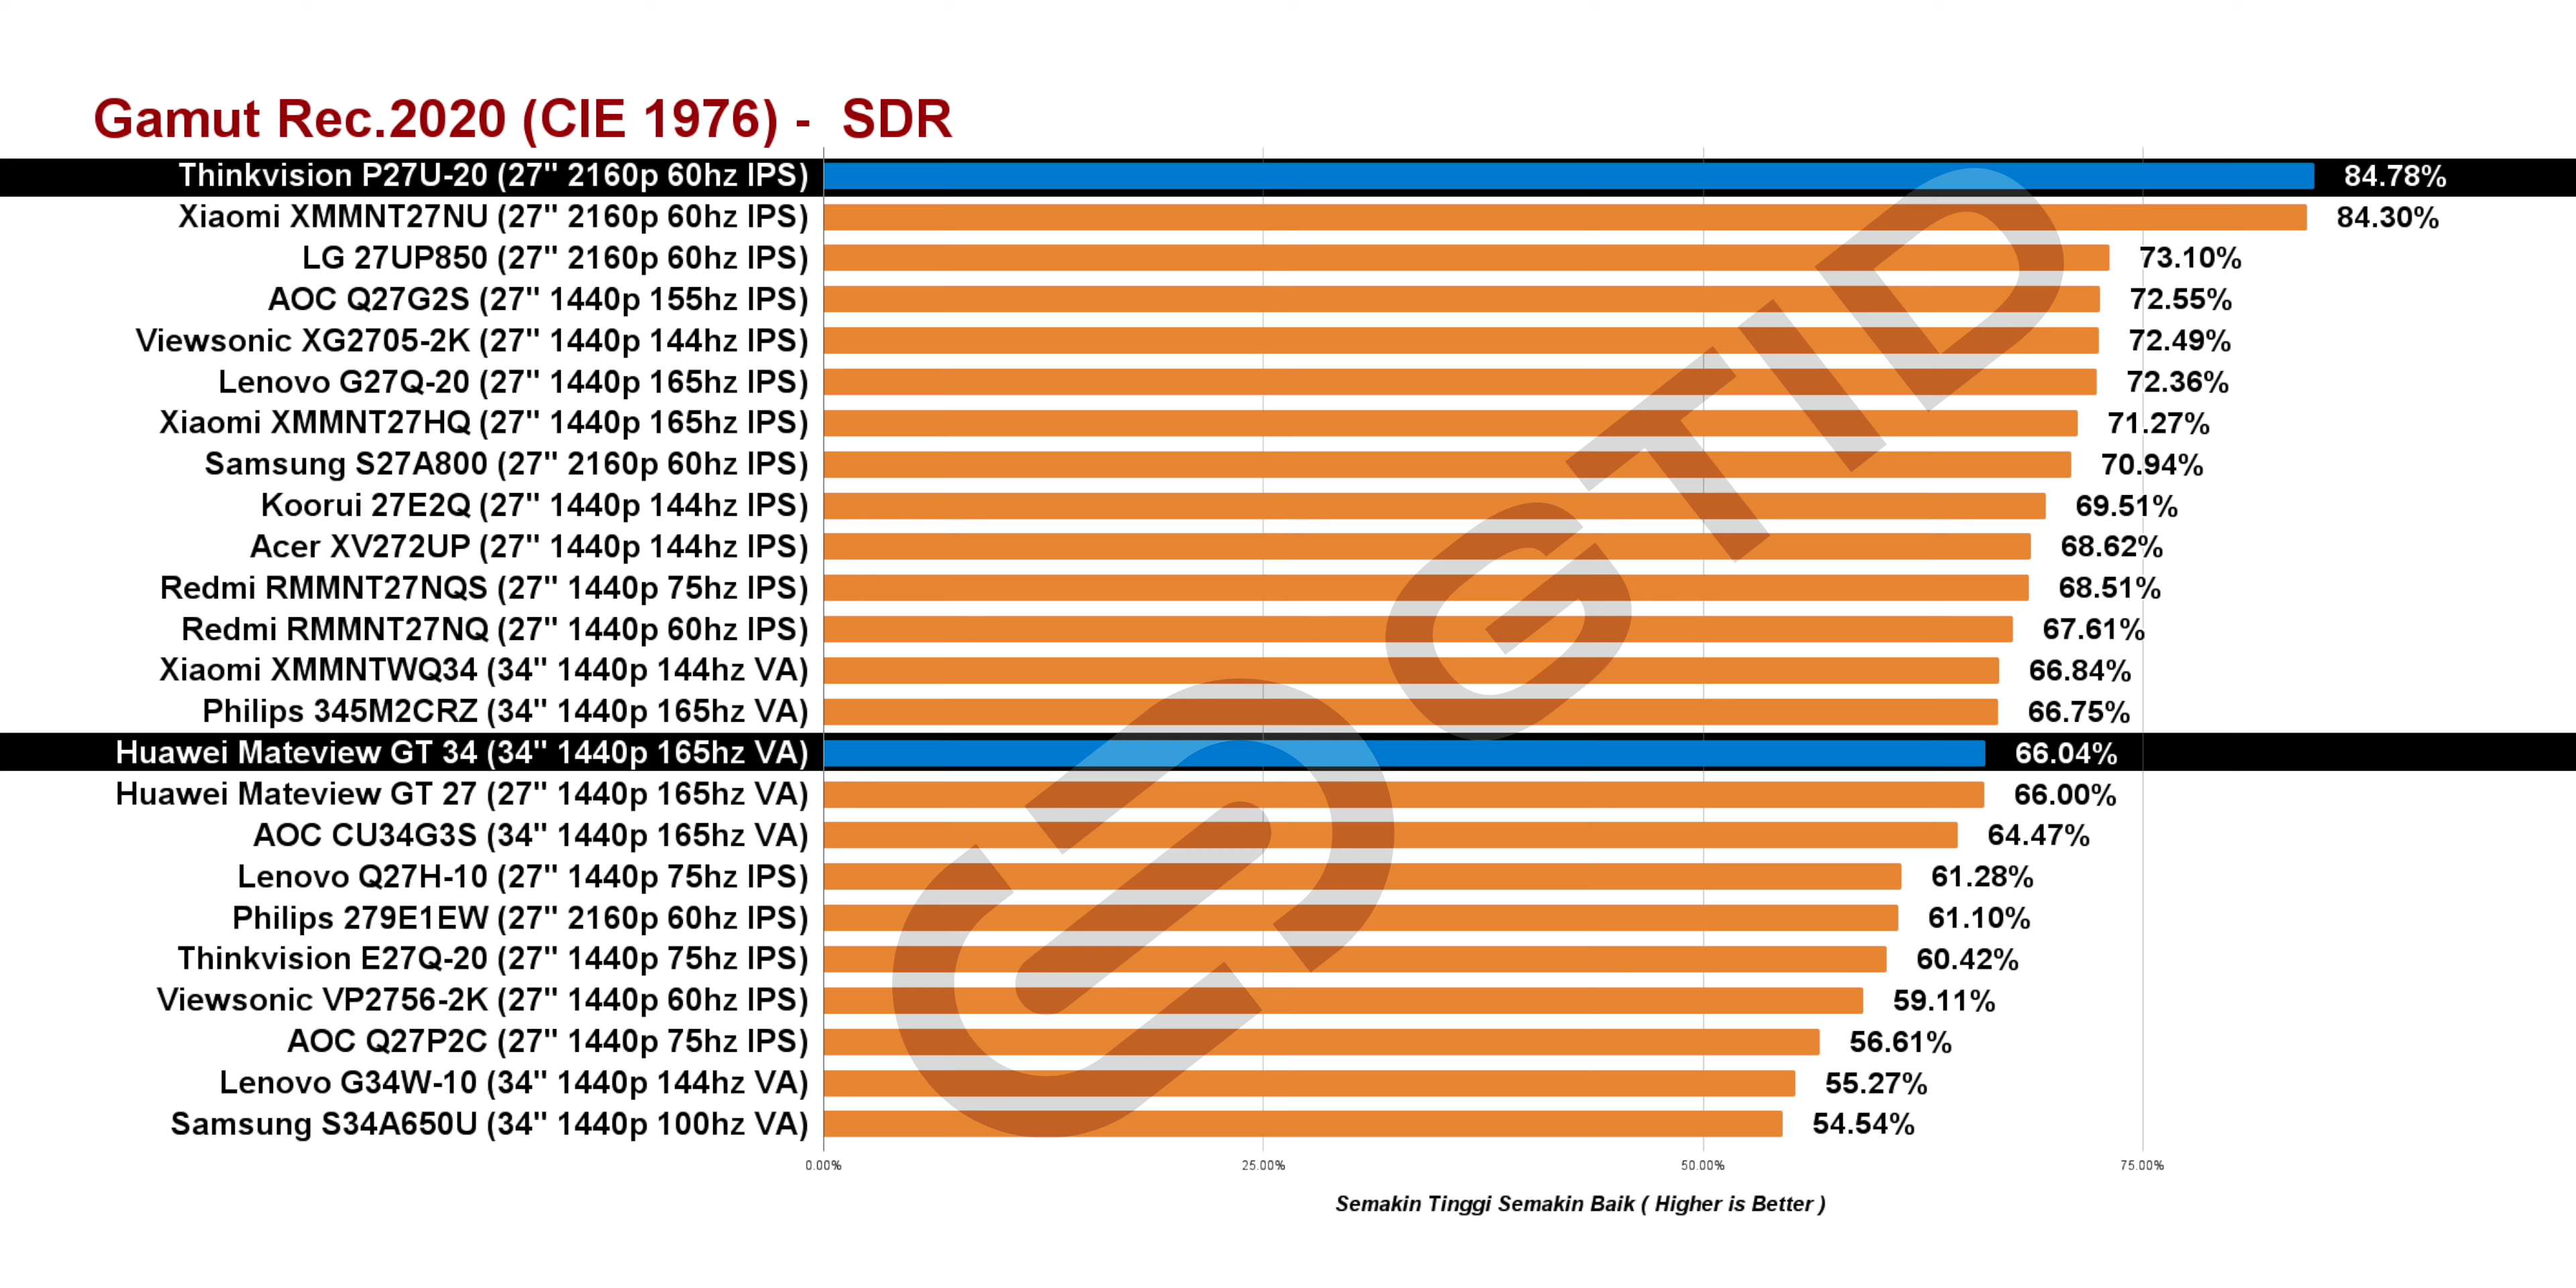 Gamut Rec.2020 (CIE 1976) - SDR
Thinkvision P27U-20 (27" 2160p 60hz IPS) 84.78%
Xiaomi XMMNT27NU (27" 2160p 60hz IPS) 84.30%
LG 27UP850 (27" 2160p 60hz IPS) 73.10%
AOC Q27G2S (27" 1440p 155hz IPS) 72.55%
Viewsonic XG2705-2K (27" 1440p 144hz IPS) 72.49%
Lenovo G27Q-20 (27" 1440p 165hz IPS) 72.36%
Xiaomi XMMNT27HQ (27" 1440p 165hz IPS) 71.27%
Samsung S27A800 (27" 2160p 60hz IPS) 70.94%
Koorui 27E2Q (27" 1440p 144hz IPS) 69.51%
Acer XV272UP (27" 1440p 144hz IPS) 68.62%
Redmi RMMNT27NQS (27" 1440p 75hz IPS) 68.51%
Redmi RMMNT27NQ (27" 1440p 60hz IPS) 67.61%
Xiaomi XMMNTWQ34 (34" 1440p 144hz VA) 66.84%
Philips 345M2CRZ (34" 1440p 165hz VA) 66.75%
Huawei Mateview GT 34 (34" 1440p 165hz VA) 66.04%
Huawei Mateview GT 27 (27" 1440p 165hz VA) 66.00%
AOC CU34G3S (34" 1440p 165hz VA) 64.47%
Lenovo Q27H-10 (27" 1440p 75hz IPS) 61.28%
Philips 279E1EW (27" 2160p 60hz IPS) 61.10%
Thinkvision E27Q-20 (27" 1440p 75hz IPS) 60.42%
Viewsonic VP2756-2K (27" 1440p 60hz IPS) 59.11%
AOC Q27P2C (27" 1440p 75hz IPS) 56.61%
Lenovo G34W-10 (34" 1440p 144hz VA) 55.27%
Samsung S34A650U (34" 1440p 100hz VA) 54.54%
0.00% 25.00% 50.00% 75.00%
Semakin Tinggi Semakin Baik ( Higher is Better )
GTID